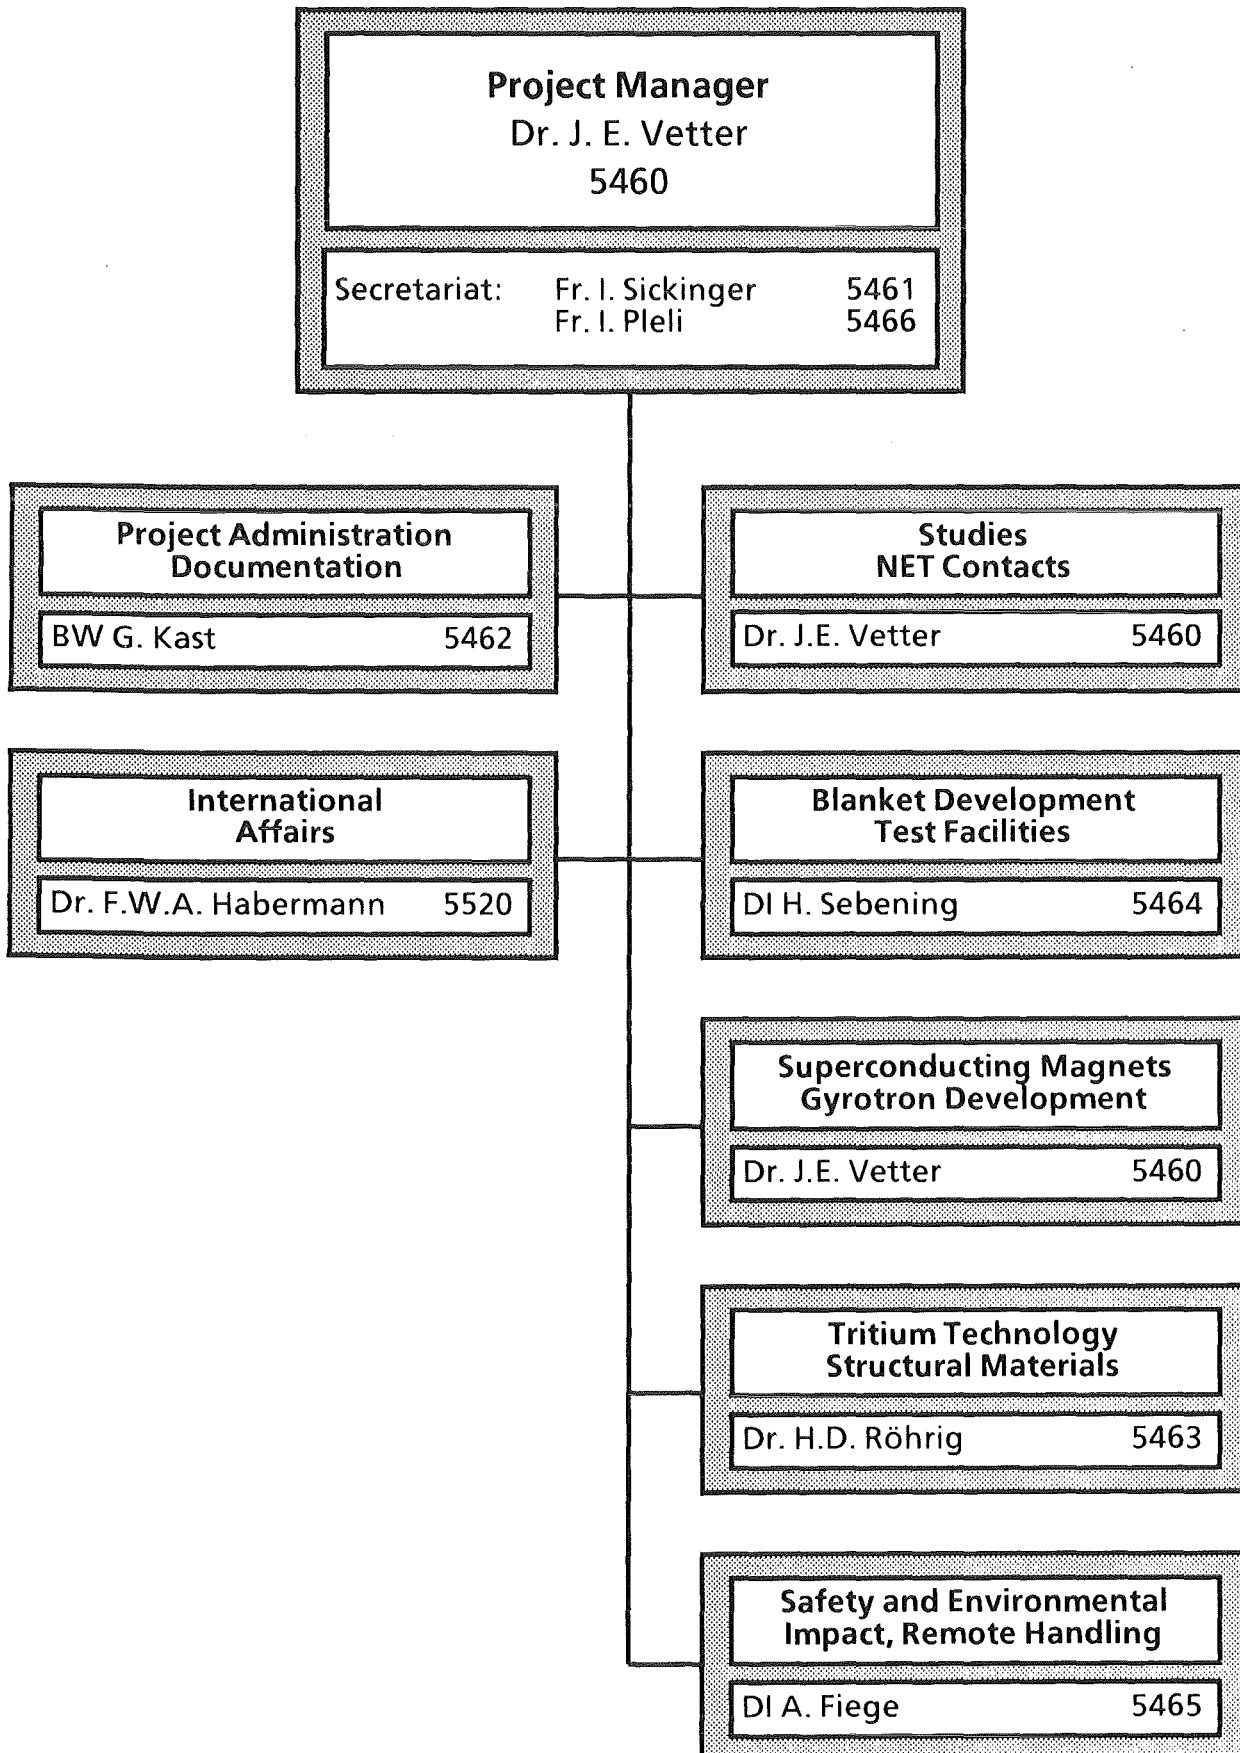 Project Manager
Dr. J. E. Vetter
5460
Secretariat: Fr. I. Sickinger 5461
Fr. I. Pleli 5466
Project Administration
Documentation
BW G. Kast 5462
Studies
NET Contacts
Dr. J.E. Vetter 5460
International
Affairs
Dr. F.W.A. Habermann 5520
Blanket Development
Test Facilities
DI H. Sebening 5464
Superconducting Magnets
Gyrotron Development
Dr. J.E. Vetter 5460
Tritium Technology
Structural Materials
Dr. H.D. Röhrig 5463
Safety and Environmental
Impact, Remote Handling
DI A. Fiege 5465